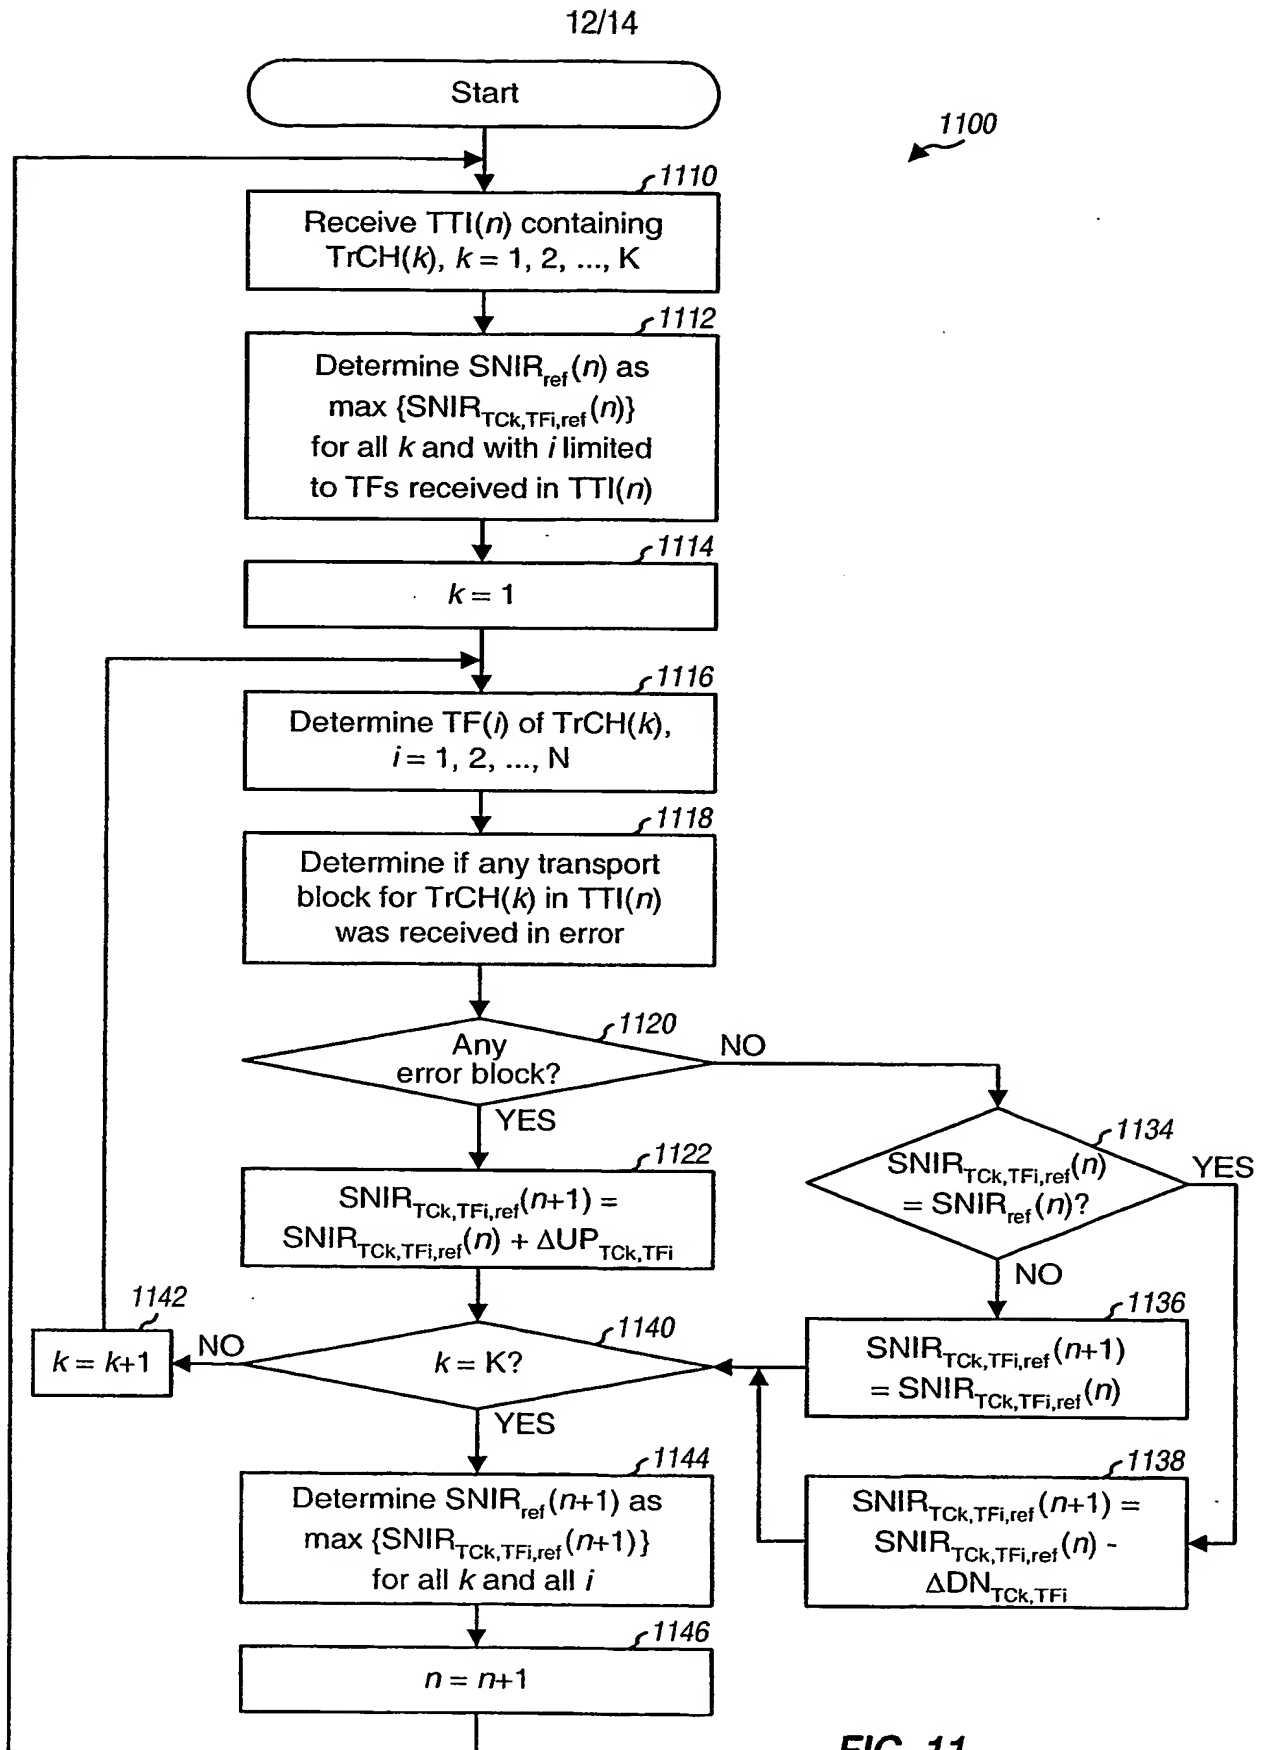 12/14
Start
1100
1110
Receive TTI(n) containing
TrCH(k), k = 1, 2, ..., K
1112
Determine SNIRref(n) as
max {SNIRTCk,TFi,ref(n)}
for all k and with i limited
to TFs received in TTI(n)
1114
k = 1
1116
Determine TF(i) of TrCH(k),
i = 1, 2, ..., N
1118
Determine if any transport
block for TrCH(k) in TTI(n)
was received in error
1120
Any
error block?
NO
YES
1134
SNIRTCk,TFi,ref(n)
= SNIRref(n)?
YES
NO
1122
SNIRTCk,TFi,ref(n+1) =
SNIRTCk,TFi,ref(n) + ΔUPTCk,TFi
1136
SNIRTCk,TFi,ref(n+1)
= SNIRTCk,TFi,ref(n)
1142
k = k+1
NO
1140
k = K?
YES
1138
SNIRTCk,TFi,ref(n+1) =
SNIRTCk,TFi,ref(n) -
ΔDNTCk,TFi
1144
Determine SNIRref(n+1) as
max {SNIRTCk,TFi,ref(n+1)}
for all k and all i
1146
n = n+1
FIG. 11